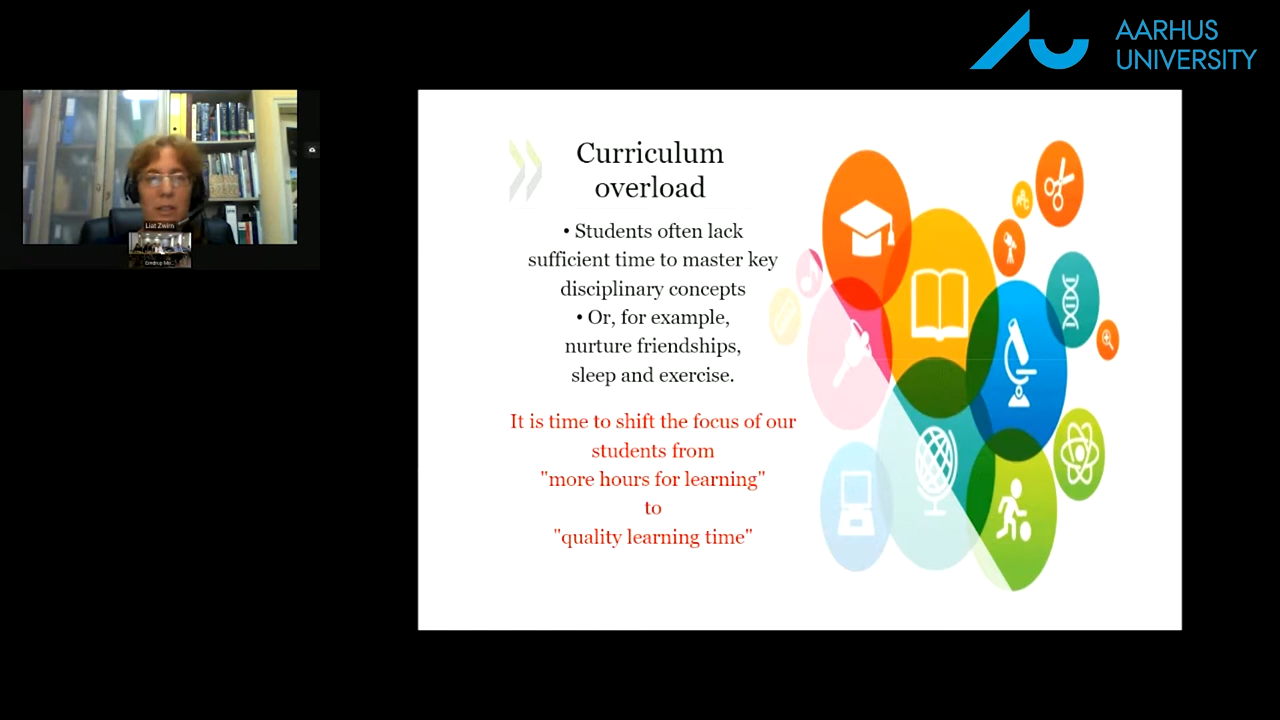 AARHUS
UNIVERSITY
Liat Zwirn
Curriculum
overload
• Students often lack
sufficient time to master key
disciplinary concepts
• Or, for example,
nurture friendships,
sleep and exercise.
It is time to shift the focus of our
students from
"more hours for learning"
to
"quality learning time"